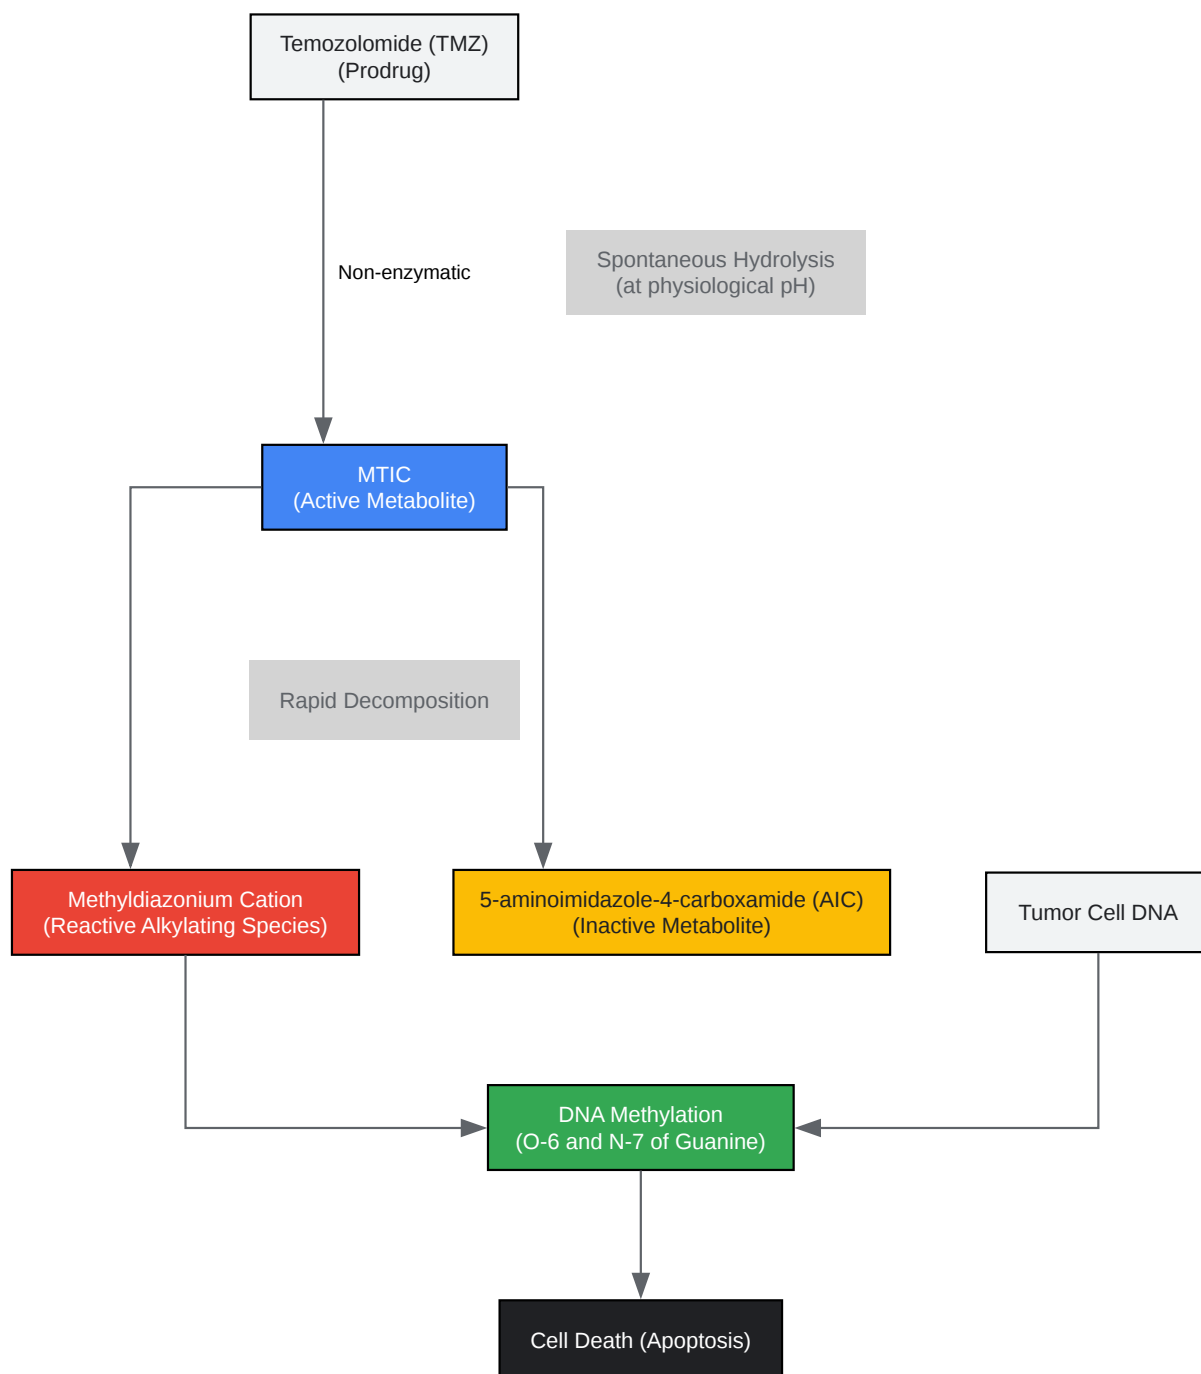 Temozolomide (TMZ)
(Prodrug)
Non-enzymatic
Spontaneous Hydrolysis
(at physiological pH)
MTIC
(Active Metabolite)
Rapid Decomposition
Methyldiazonium Cation
(Reactive Alkylating Species)
5-aminoimidazole-4-carboxamide (AIC)
(Inactive Metabolite)
Tumor Cell DNA
DNA Methylation
(O-6 and N-7 of Guanine)
Cell Death (Apoptosis)